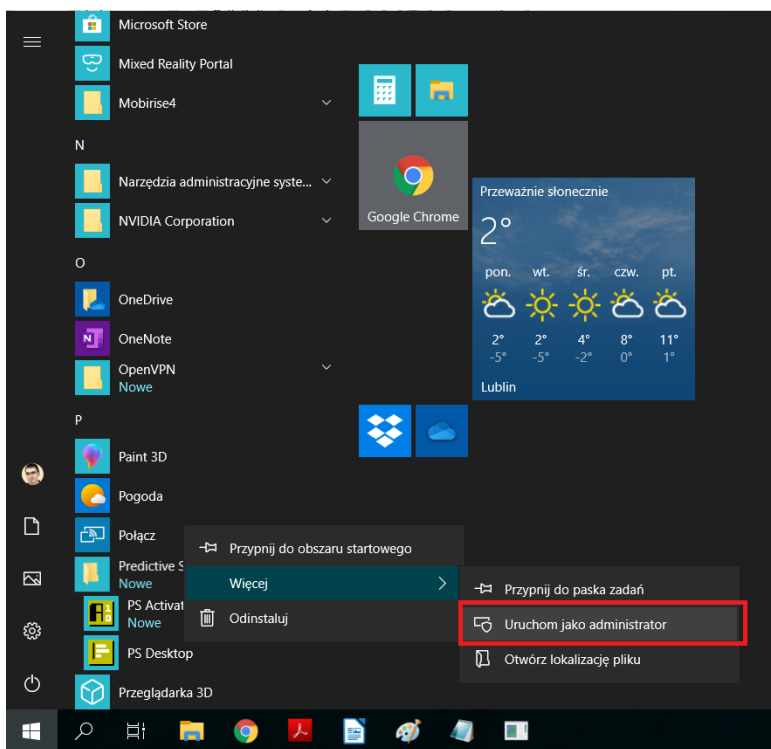 Microsoft Store
Mixed Reality Portal
Mobirise4
N
Narzędzia administracyjne syste...
NVIDIA Corporation
O
OneDrive
OneNote
OpenVPN
Nowe
P
Paint 3D
Pogoda
Połącz
Predictive S
Nowe
PS Activat
Nowe
PS Desktop
Przeglądarka 3D
Google Chrome
Przeważnie słonecznie
2°
pon. wt. śr. czw. pt.
2° 2° 4° 8° 11°
-5° -5° -2° 0° 1°
Lublin
Przypnij do obszaru startowego
Więcej
Odinstaluj
Przypnij do paska zadań
Uruchom jako administrator
Otwórz lokalizację pliku